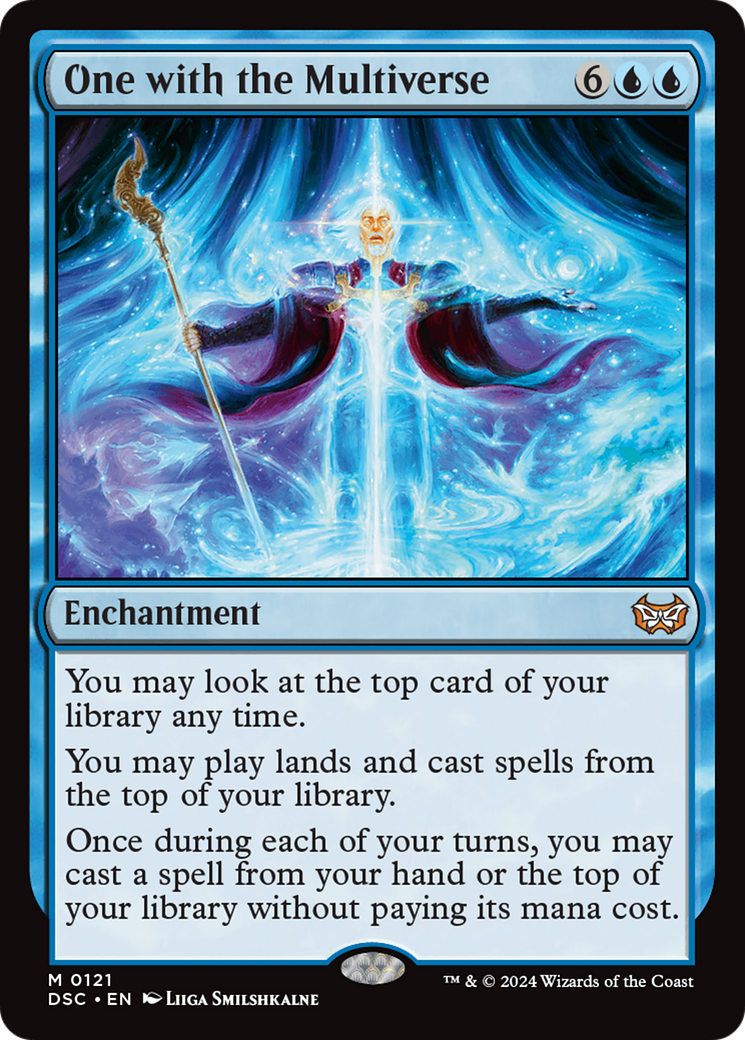 One with the Multiverse 6
Enchantment
You may look at the top card of your
library any time.
You may play lands and cast spells from
the top of your library.
Once during each of your turns, you may
cast a spell from your hand or the top of
your library without paying its mana cost.
M 0121
DSC • EN Liiga Smilshkalne
™ & © 2024 Wizards of the Coast